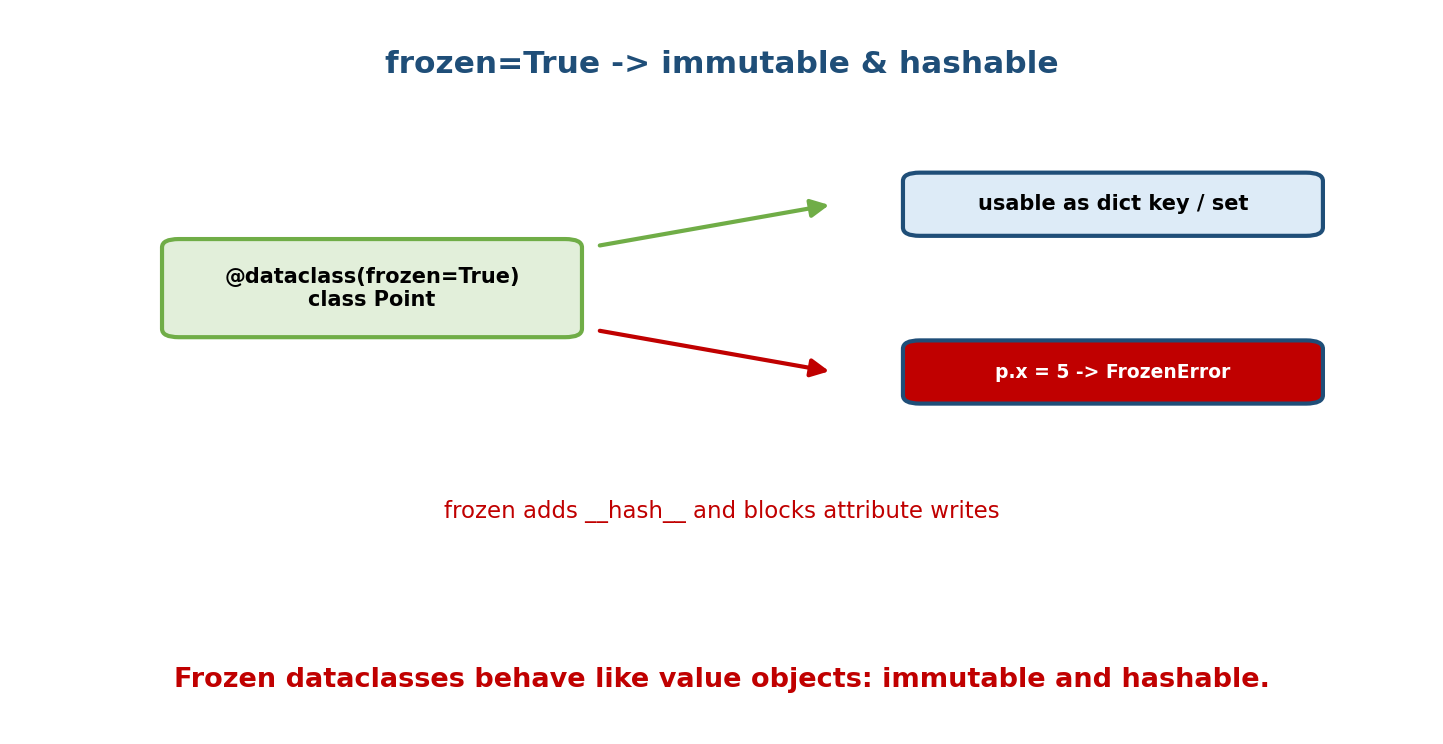 frozen=True -> immutable & hashable
usable as dict key / set
@dataclass(frozen=True)
class Point
p.x = 5 -> FrozenError
frozen adds __hash__ and blocks attribute writes
Frozen dataclasses behave like value objects: immutable and hashable.